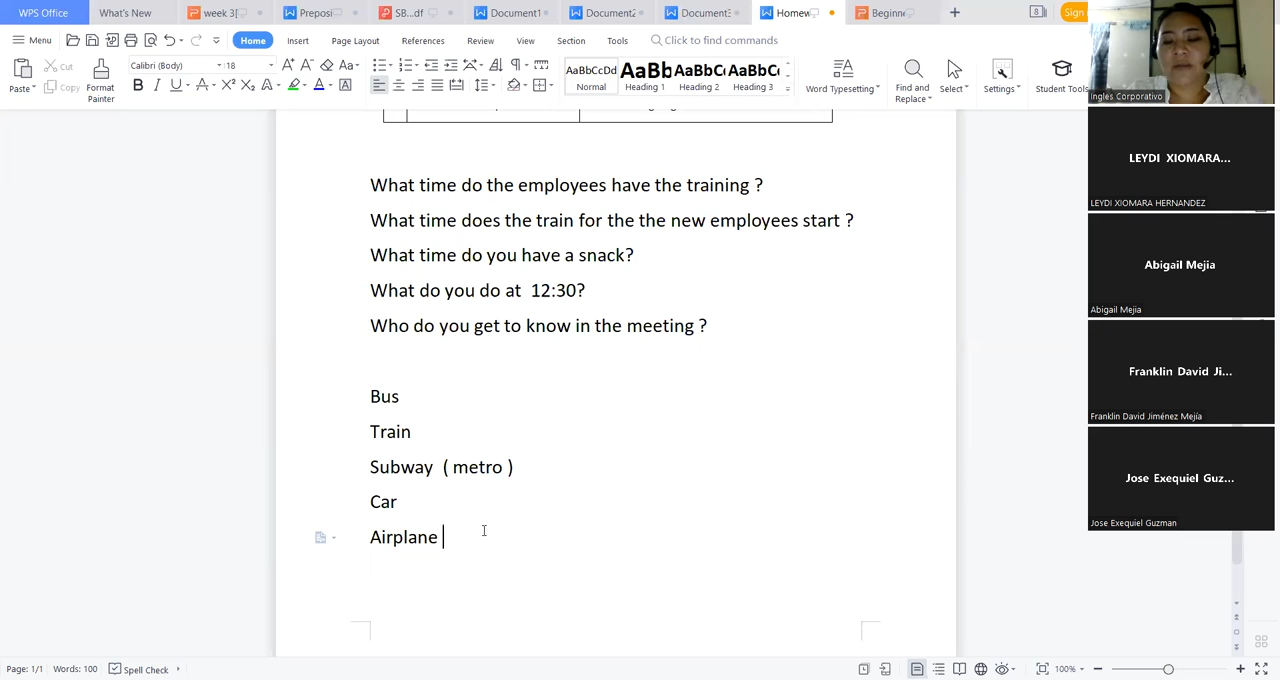 WPS Office
What's New
week 3[
Preposi
SB...df
Document1
Document2
Document3
Homew
Beginne
Sign
Menu
Home
Insert
Page Layout
References
Review
View
Section
Tools
Click to find commands
Paste
Cut
Copy
Format Painter
Calibri (Body)
18
AaBbCcDd
Normal
AaBb
Heading 1
AaBbC
Heading 2
AaBbC
Heading 3
Word Typesetting
Find and Replace
Select
Settings
Student Tools
What time do the employees have the training ?
What time does the train for the the new employees start ?
What time do you have a snack?
What do you do at 12:30?
Who do you get to know in the meeting ?
Bus
Train
Subway ( metro )
Car
Airplane
Ingles Corporativo
LEYDI XIOMARA...
LEYDI XIOMARA HERNANDEZ
Abigail Mejia
Abigail Mejia
Franklin David Ji...
Franklin David Jiménez Mejía
Jose Exequiel Guz...
Jose Exequiel Guzman
Page: 1/1
Words: 100
Spell Check
100%